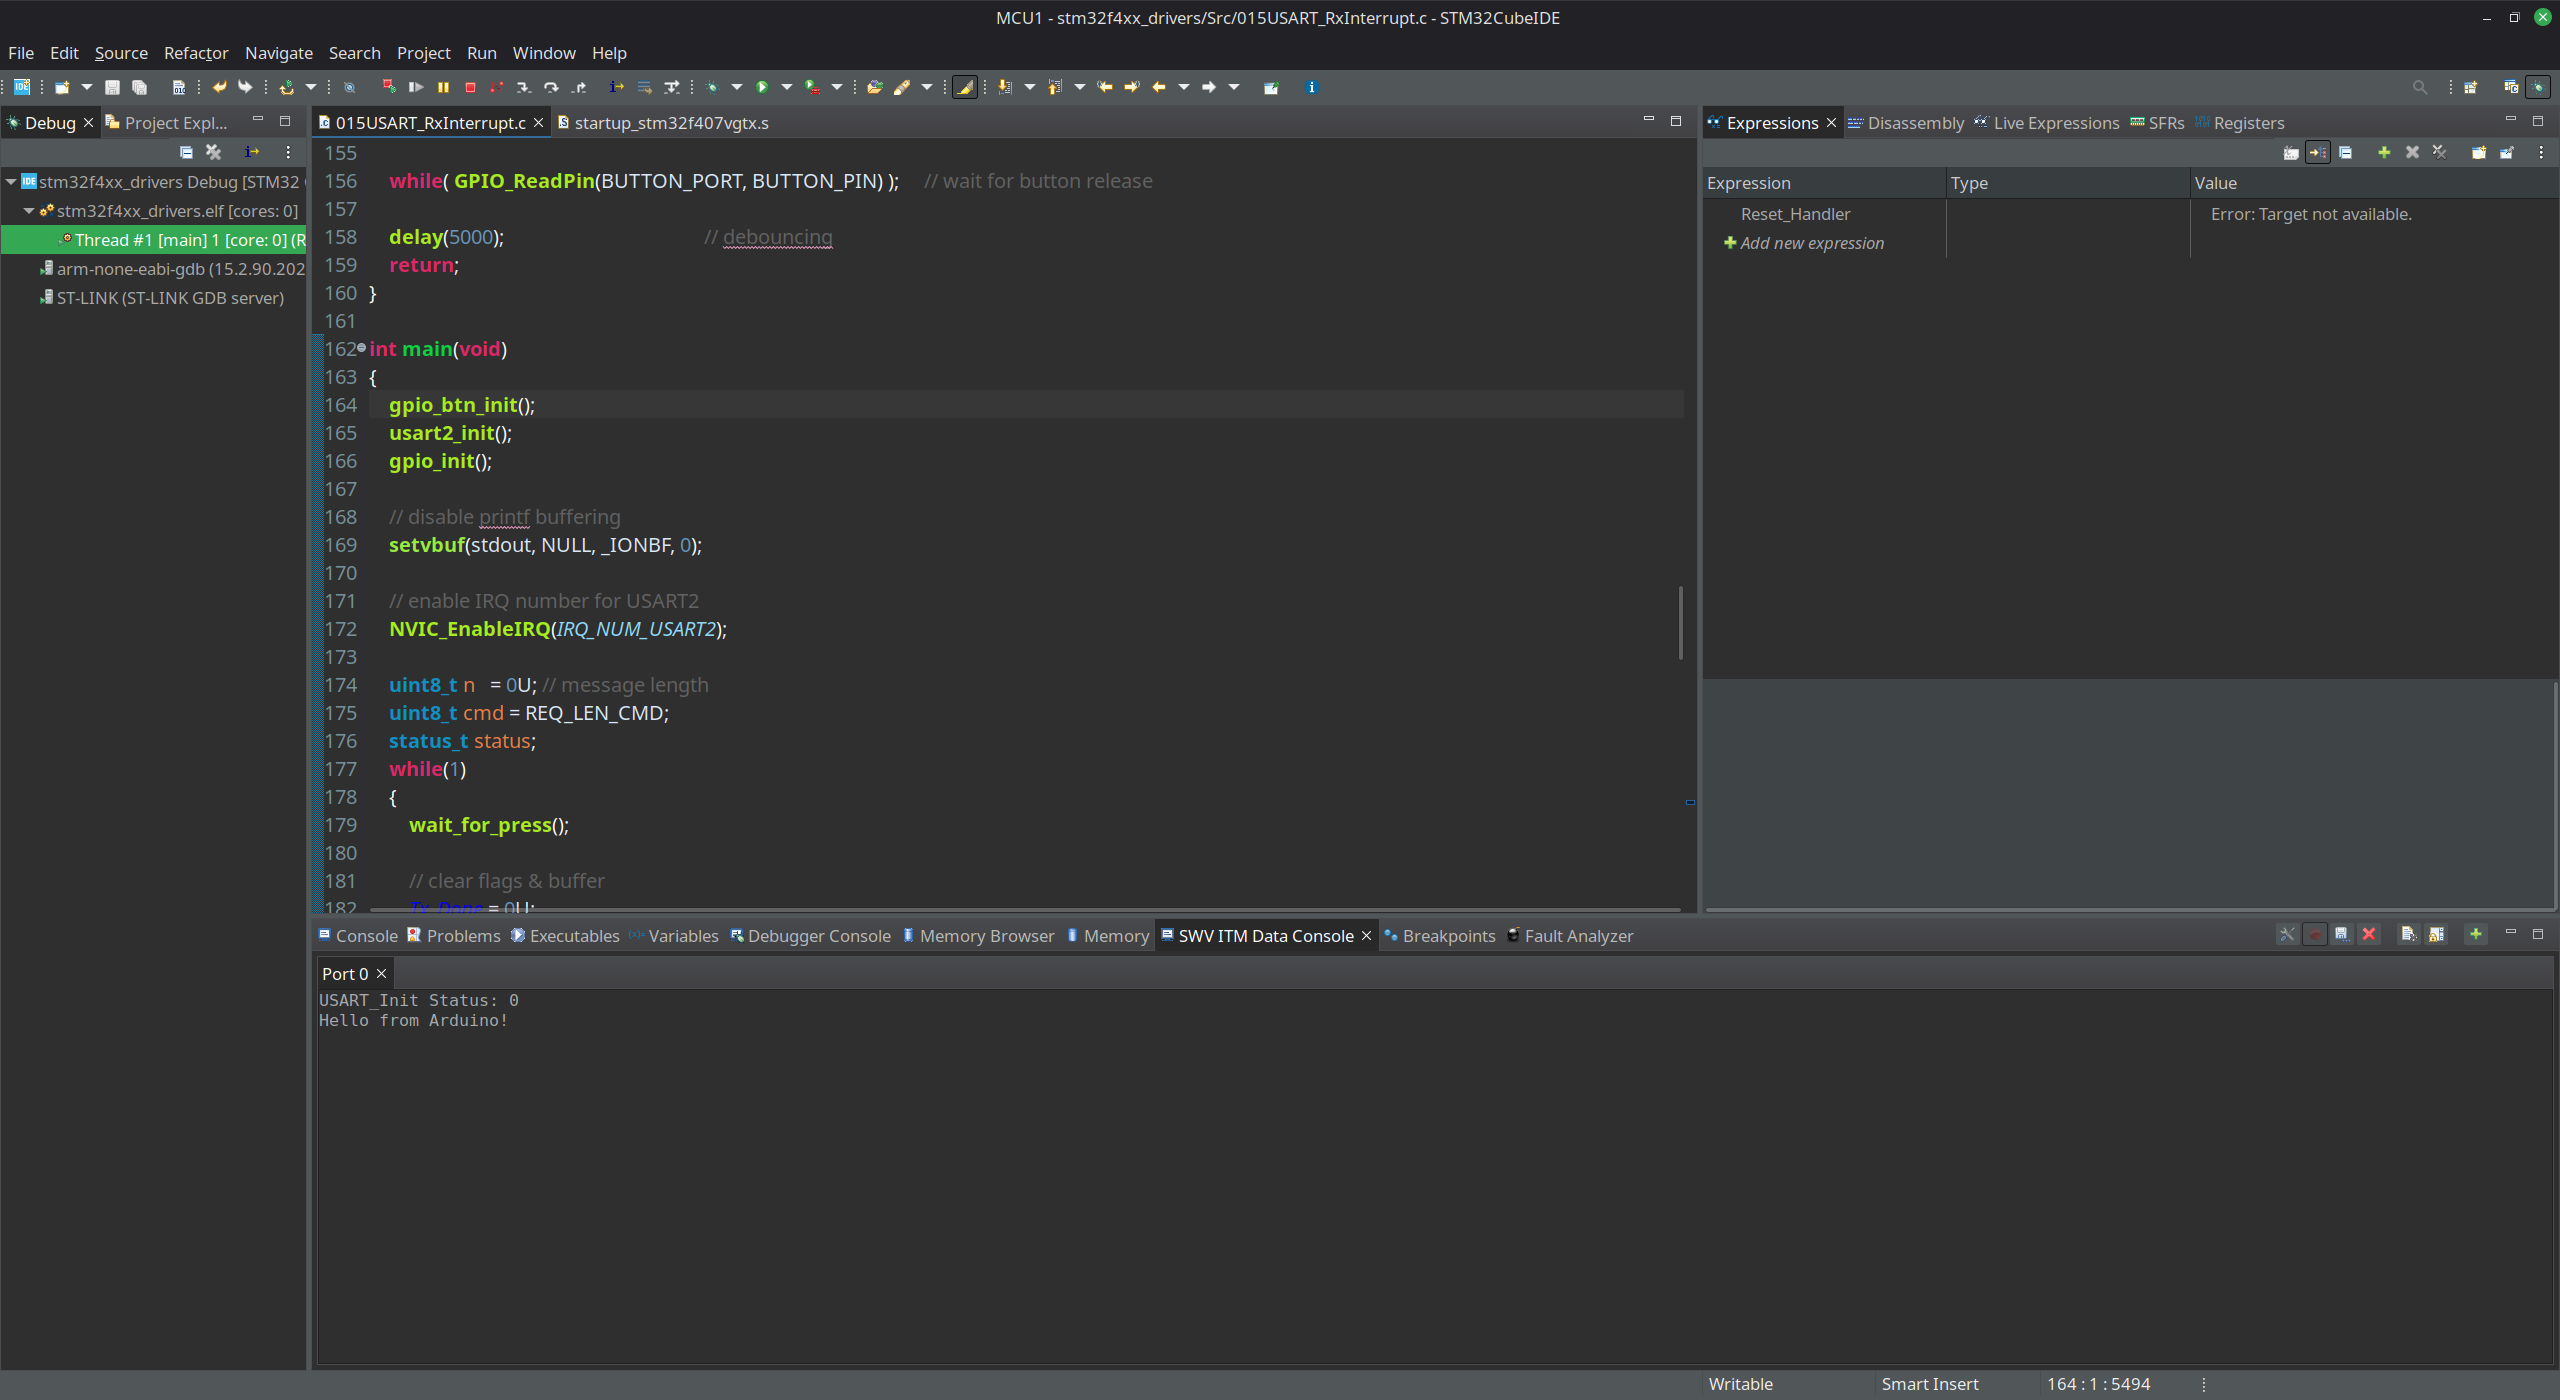 MCU1 - stm32f4xx_drivers/Src/015USART_RxInterrupt.c - STM32CubeIDE
File Edit Source Refactor Navigate Search Project Run Window Help
Debug
Project Expl...
stm32f4xx_drivers Debug [STM32
stm32f4xx_drivers.elf [cores: 0]
Thread #1 [main] 1 [core: 0] (R
arm-none-eabi-gdb (15.2.90.202
ST-LINK (ST-LINK GDB server)
015USART_RxInterrupt.c
startup_stm32f407vgtx.s
155
156 while( GPIO_ReadPin(BUTTON_PORT, BUTTON_PIN) ); // wait for button release
157
158 delay(5000); // debouncing
159 return;
160 }
161
162 int main(void)
163 {
164 gpio_btn_init();
165 usart2_init();
166 gpio_init();
167
168 // disable printf buffering
169 setvbuf(stdout, NULL, _IONBF, 0);
170
171 // enable IRQ number for USART2
172 NVIC_EnableIRQ(IRQ_NUM_USART2);
173
174 uint8_t n = 0U; // message length
175 uint8_t cmd = REQ_LEN_CMD;
176 status_t status;
177 while(1)
178 {
179 wait_for_press();
180
181 // clear flags & buffer
182 Tx_Done = 0U;
Expressions Disassembly Live Expressions SFRs Registers
Expression Type Value
Reset_Handler Error: Target not available.
Add new expression
Console Problems Executables Variables Debugger Console Memory Browser Memory SWV ITM Data Console Breakpoints Fault Analyzer
Port 0
USART_Init Status: 0
Hello from Arduino!
Writable Smart Insert 164 : 1 : 5494